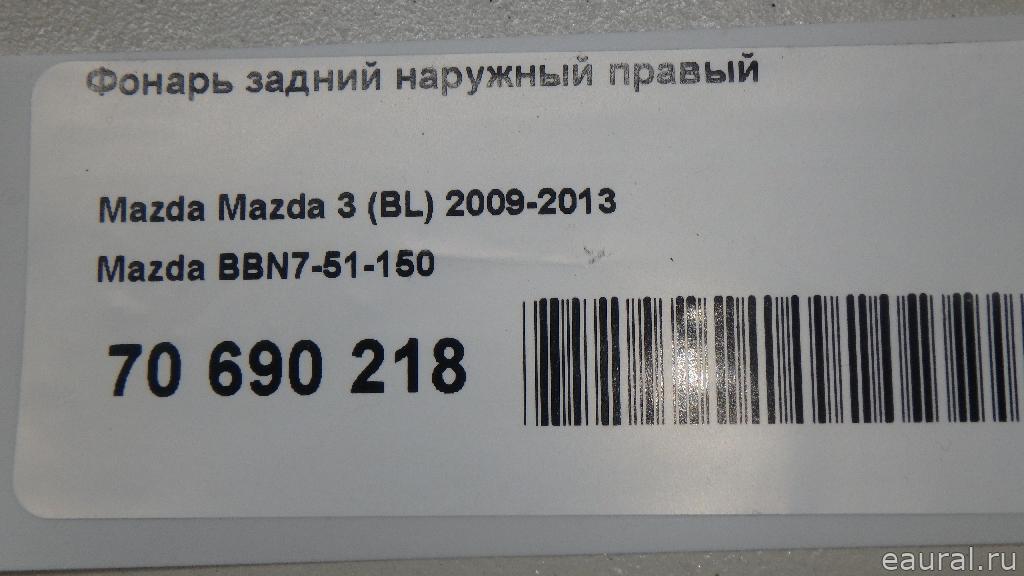 Фонарь задний наружный правый
Mazda Mazda 3 (BL) 2009-2013
Mazda BBN7-51-150
70 690 218
eaural.ru